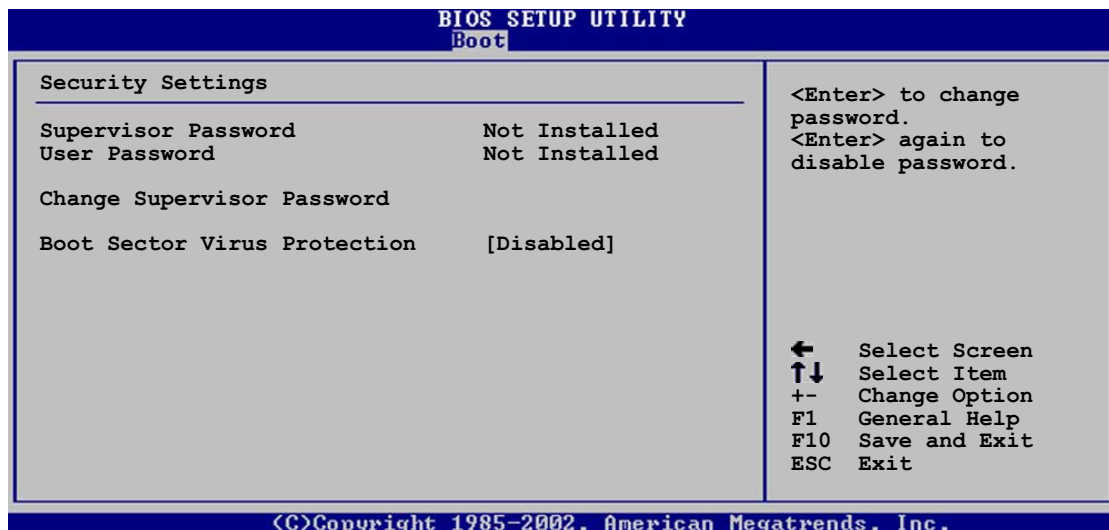 BIOS SETUP UTILITY
Boot
Security Settings
Supervisor Password Not Installed
User Password Not Installed
Change Supervisor Password
Boot Sector Virus Protection [Disabled]
<Enter> to change
password.
<Enter> again to
disable password.
← Select Screen
↑↓ Select Item
+- Change Option
F1 General Help
F10 Save and Exit
ESC Exit
(C)Copyright 1985-2002, American Megatrends, Inc.